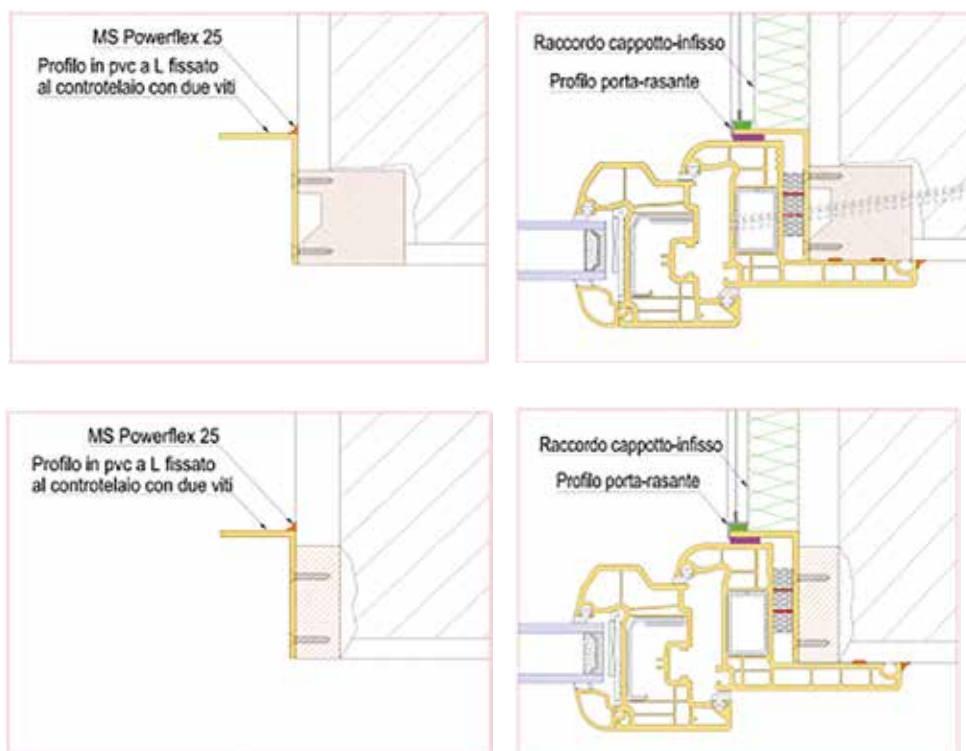 MS Powerflex 25
Profilo in pvc a L fissato
al controtelaio con due viti
Raccordo cappotto-infisso
Profilo porta-rasante
MS Powerflex 25
Profilo in pvc a L fissato
al controtelaio con due viti
Raccordo cappotto-infisso
Profilo porta-rasante